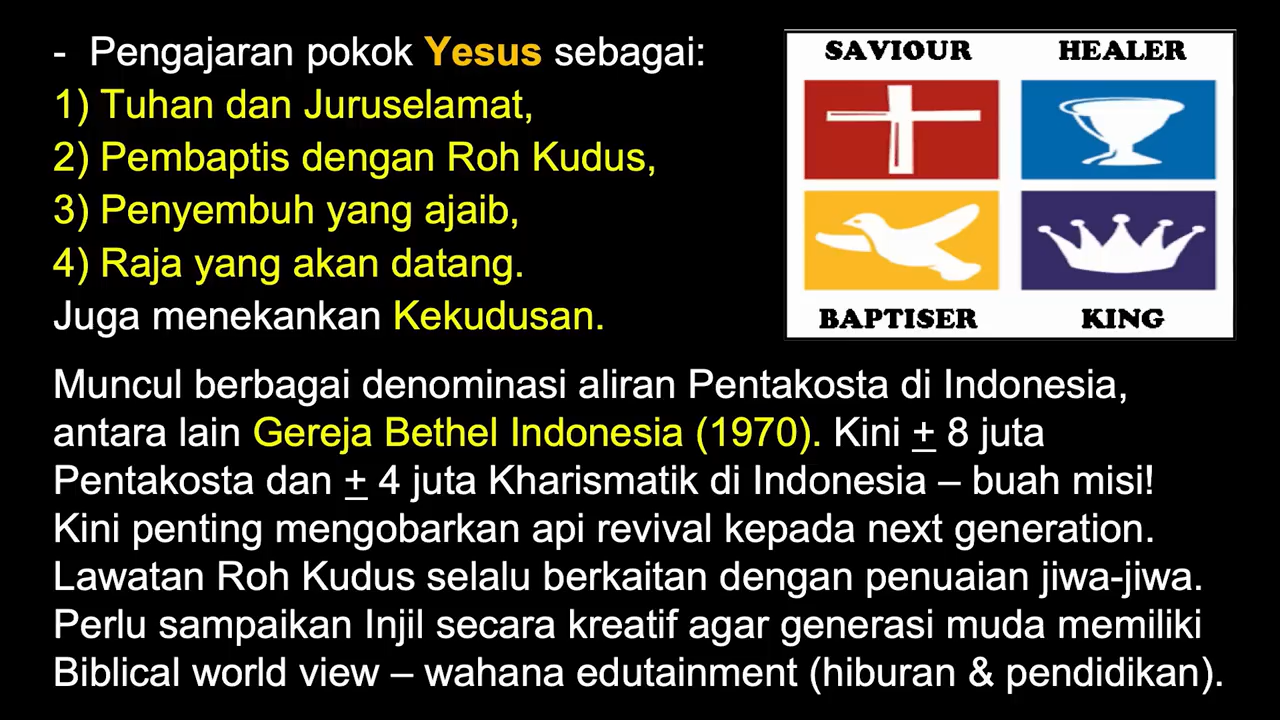 - Pengajaran pokok Yesus sebagai:
1) Tuhan dan Juruselamat,
2) Pembaptis dengan Roh Kudus,
3) Penyembuh yang ajaib,
4) Raja yang akan datang.
Juga menekankan Kekudusan.
SAVIOUR HEALER
BAPTISER KING
Muncul berbagai denominasi aliran Pentakosta di Indonesia,
antara lain Gereja Bethel Indonesia (1970). Kini ± 8 juta
Pentakosta dan ± 4 juta Kharismatik di Indonesia – buah misi!
Kini penting mengobarkan api revival kepada next generation.
Lawatan Roh Kudus selalu berkaitan dengan penuaian jiwa-jiwa.
Perlu sampaikan Injil secara kreatif agar generasi muda memiliki
Biblical world view – wahana edutainment (hiburan & pendidikan).